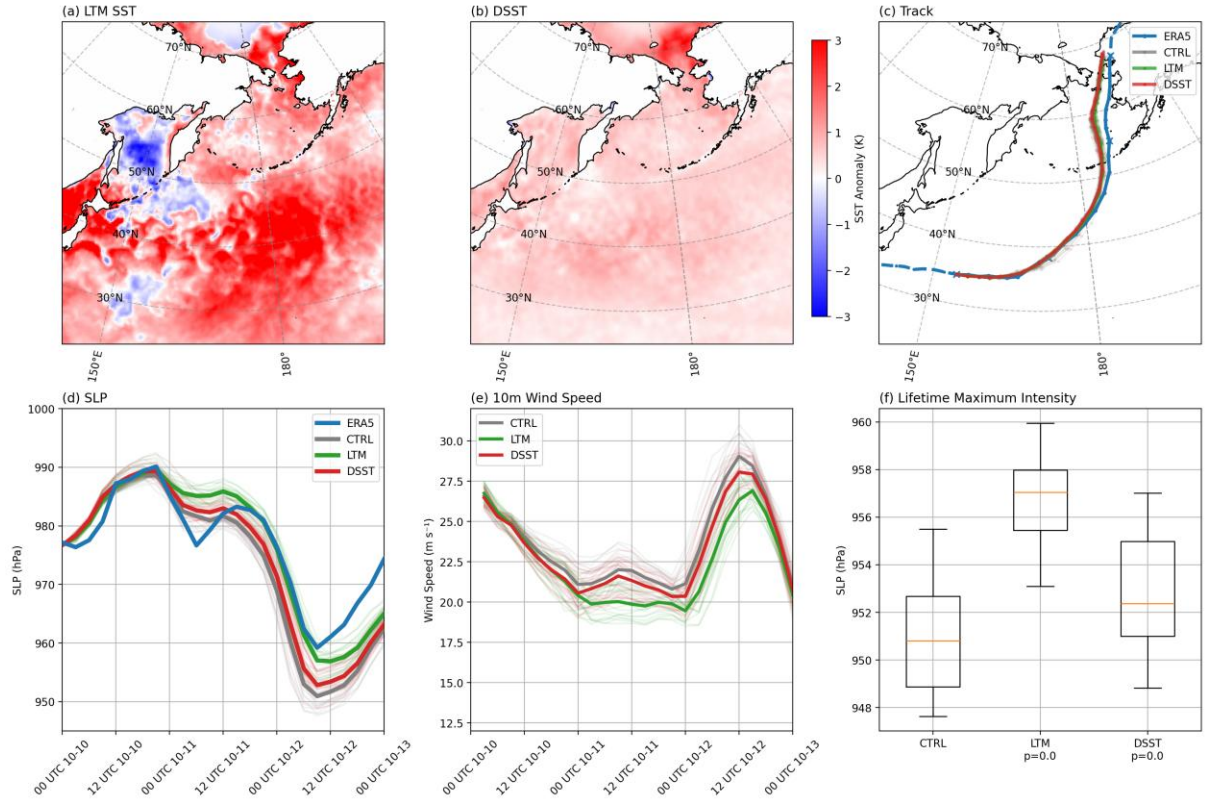 (a) LTM SST
70°N
60°N
50°N
40°N
30°N
150°E
180°
(b) DSST
70°N
60°N
50°N
40°N
30°N
150°E
180°
3
2
1
0
−1
−2
−3
SST Anomaly (K)
(c) Track
ERA5
CTRL
LTM
DSST
70°N
60°N
50°N
40°N
30°N
150°E
180°
(d) SLP
1000
990
980
970
960
950
SLP (hPa)
ERA5
CTRL
LTM
DSST
00 UTC 10-10
12 UTC 10-10
00 UTC 10-11
12 UTC 10-11
00 UTC 10-12
12 UTC 10-12
00 UTC 10-13
(e) 10m Wind Speed
30.0
27.5
25.0
22.5
20.0
17.5
15.0
12.5
Wind Speed (m s⁻¹)
CTRL
LTM
DSST
00 UTC 10-10
12 UTC 10-10
00 UTC 10-11
12 UTC 10-11
00 UTC 10-12
12 UTC 10-12
00 UTC 10-13
(f) Lifetime Maximum Intensity
960
958
956
954
952
950
948
SLP (hPa)
CTRL
LTM
p=0.0
DSST
p=0.0